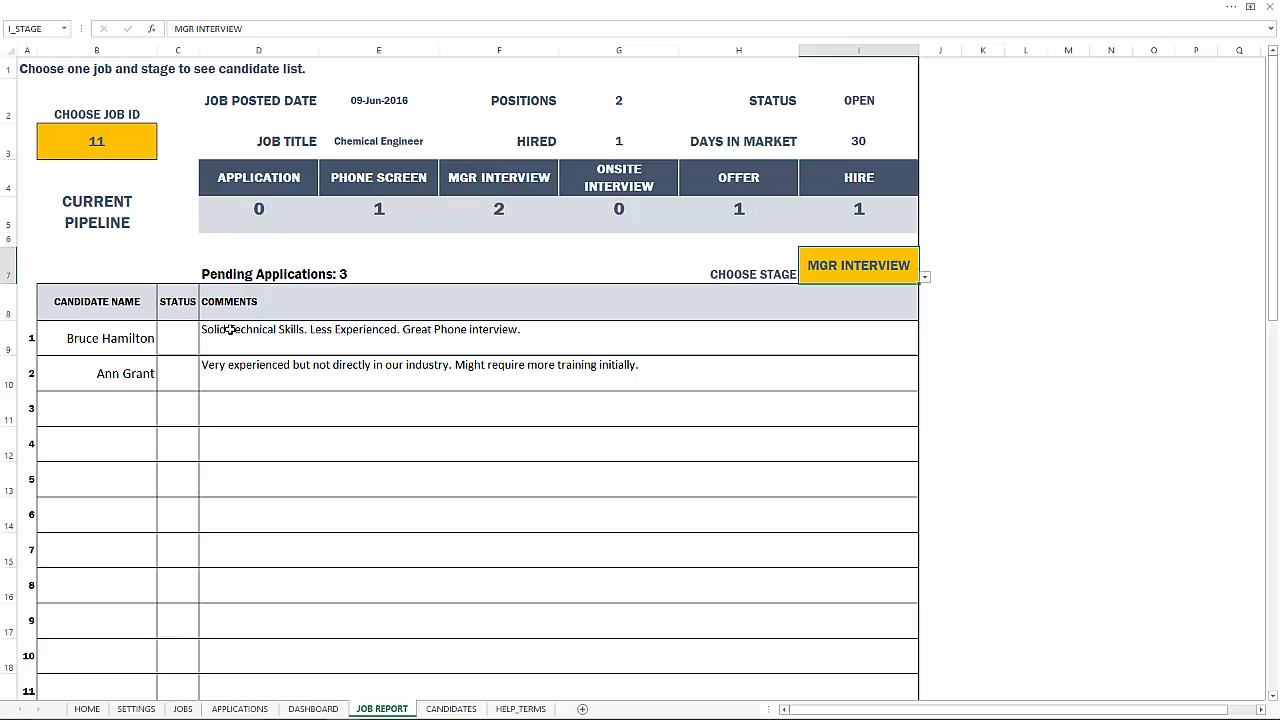 I_STAGE MGR INTERVIEW
A B C D E F G H I J K L M N O P Q
1 Choose one job and stage to see candidate list.
2 CHOOSE JOB ID JOB POSTED DATE 09-Jun-2016 POSITIONS 2 STATUS OPEN
3 11 JOB TITLE Chemical Engineer HIRED 1 DAYS IN MARKET 30
4 APPLICATION PHONE SCREEN MGR INTERVIEW ONSITE INTERVIEW OFFER HIRE
5 CURRENT PIPELINE 0 1 2 0 1 1
6
7 Pending Applications: 3 CHOOSE STAGE MGR INTERVIEW
8 CANDIDATE NAME STATUS COMMENTS
9 1 Bruce Hamilton Solid Technical Skills. Less Experienced. Great Phone interview.
10 2 Ann Grant Very experienced but not directly in our industry. Might require more training initially.
11 3
12 4
13 5
14 6
15 7
16 8
17 9
18 10
11
HOME SETTINGS JOBS APPLICATIONS DASHBOARD JOB REPORT CANDIDATES HELP_TERMS